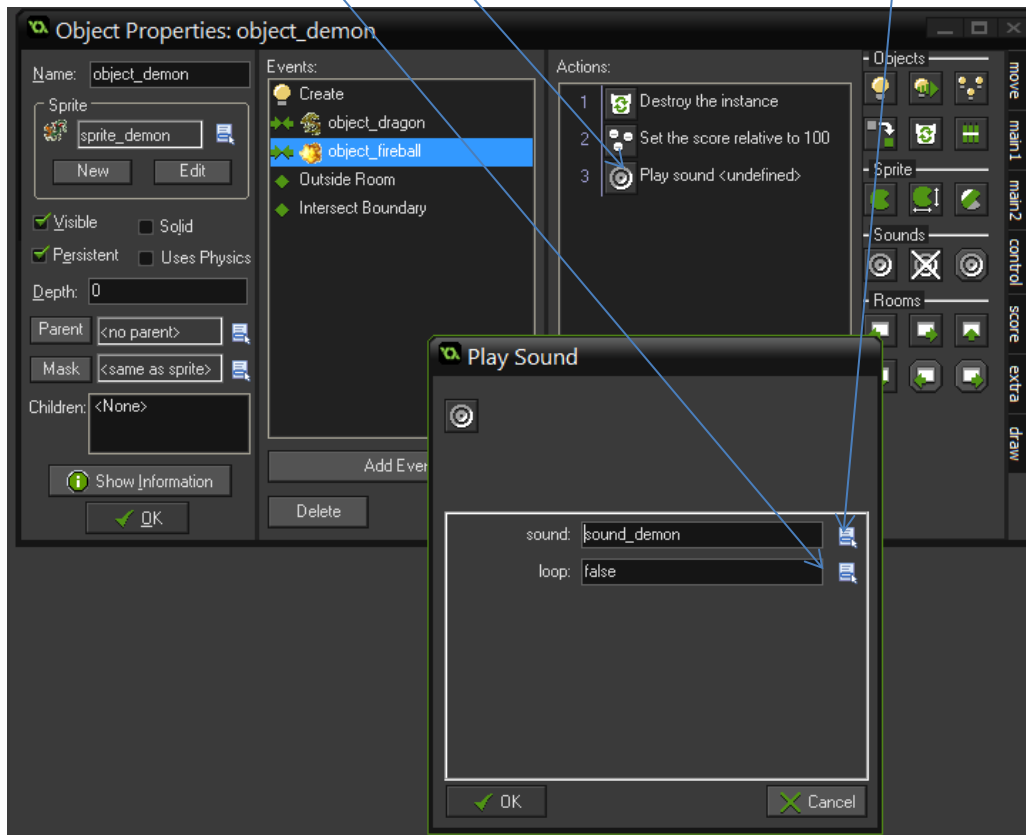 Object Properties: object_demon
Name: object_demon
Sprite
sprite_demon
New Edit
Visible Solid
Persistent Uses Physics
Depth: 0
Parent <no parent>
Mask <same as sprite>
Children: <None>
Show Information
OK
Events:
Create
object_dragon
object_fireball
Outside Room
Intersect Boundary
Add Ever
Delete
Actions:
1 Destroy the instance
2 Set the score relative to 100
3 Play sound <undefined>
Objects
Sprite
Sounds
Rooms
move
main1
main2
control
score
extra
draw
Play Sound
sound: sound_demon
loop: false
OK Cancel